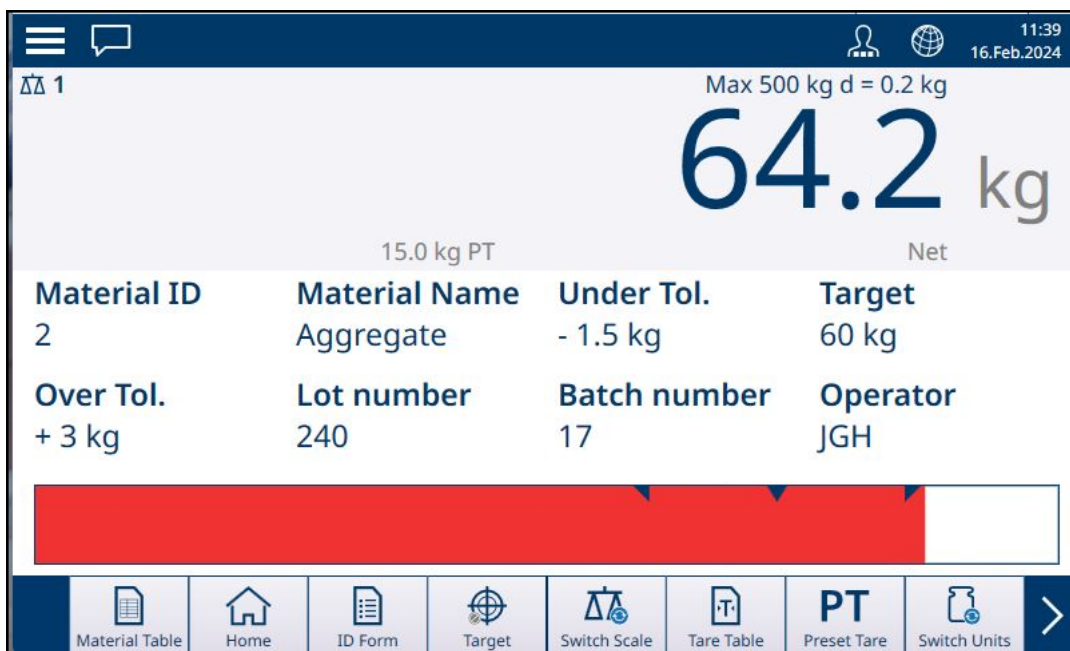 11:39
16.Feb.2024
1
Max 500 kg d = 0.2 kg
64.2 kg
15.0 kg PT
Net
Material ID
Material Name
Under Tol.
Target
2
Aggregate
- 1.5 kg
60 kg
Over Tol.
Lot number
Batch number
Operator
+ 3 kg
240
17
JGH
·T·
PT
Material Table
Home
ID Form
Target
Switch Scale
Tare Table
Preset Tare
Switch Units